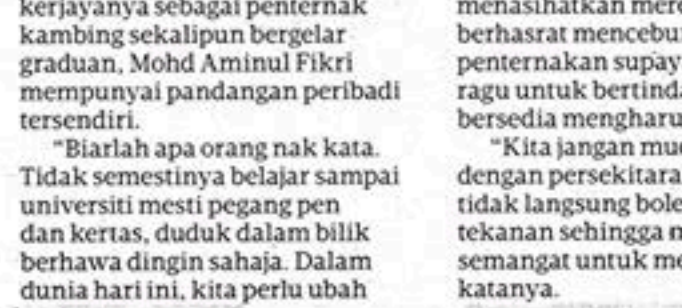 kerjayanya sebagai penternak
kambing sekalipun bergelar
graduan, Mohd Aminul Fikri
mempunyai pandangan peribadi
tersendiri.
"Biarlah apa orang nak kata.
Tidak semestinya belajar sampai
universiti mesti pegang pen
dan kertas, duduk dalam bilik
berhawa dingin sahaja. Dalam
dunia hari ini, kita perlu ubah
menasihatkan mere
berhasrat mencebu
penternakan supay
ragu untuk bertinda
bersedia mengharu
"Kita jangan mud
dengan persekitara
tidak langsung bole
tekanan sehingga m
semangat untuk me
katanya.